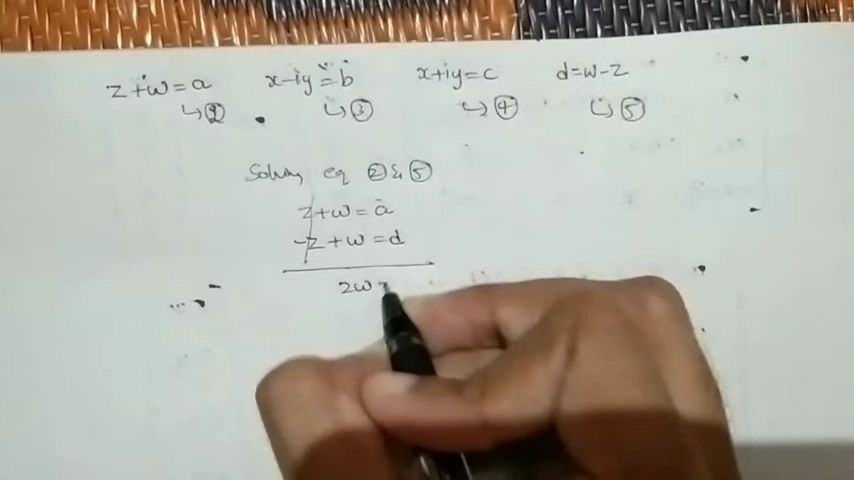 z+w=a x-iy=b x+iy=c d=w-z
↳② ↳③ ↳④ ↳⑤
Solving eq ②&⑤
z+w=a
-z+w=d
2w=